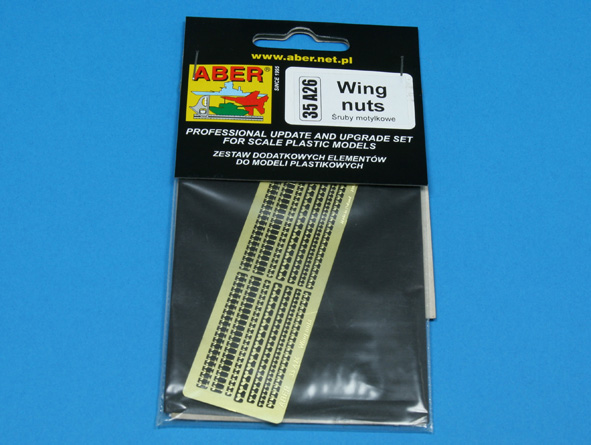 www.aber.net.pl
ABER®
SINCE 1995
35 A26
Wing
nuts
Śruby motylkowe
PROFESSIONAL UPDATE AND UPGRADE SET
FOR SCALE PLASTIC MODELS
ZESTAW DODATKOWYCH ELEMENTÓW
DO MODELI PLASTIKOWYCH